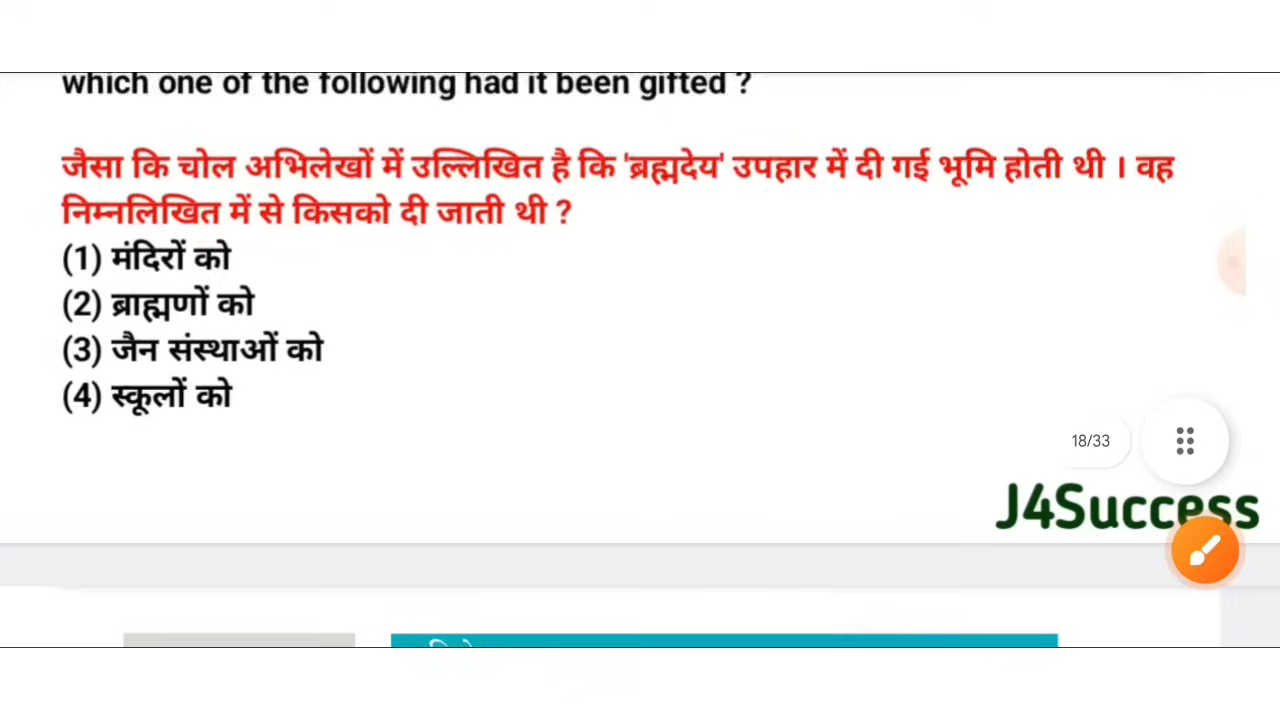 which one of the following had it been gifted ?
जैसा कि चोल अभिलेखों में उल्लिखित है कि 'ब्रह्मदेय' उपहार में दी गई भूमि होती थी । वह
निम्नलिखित में से किसको दी जाती थी ?
(1) मंदिरों को
(2) ब्राह्मणों को
(3) जैन संस्थाओं को
(4) स्कूलों को
18/33
J4Success